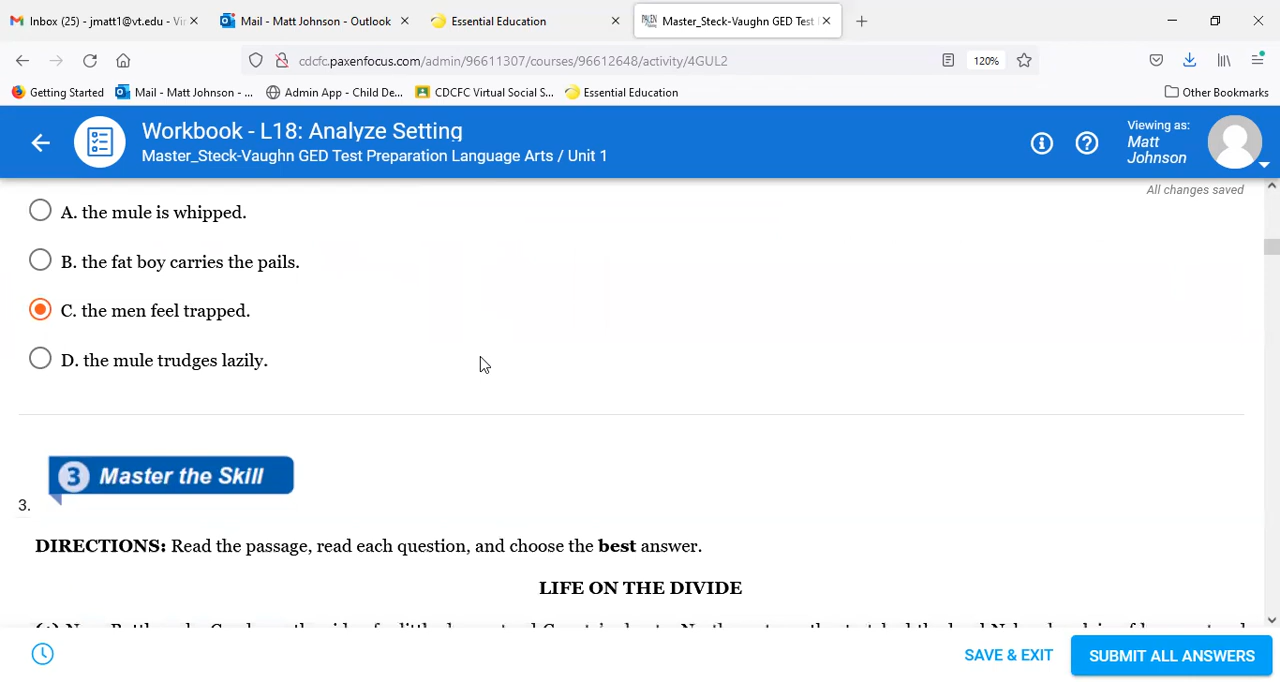 Inbox (25) - jmatt1@vt.edu - Vir
Mail - Matt Johnson - Outlook
Essential Education
PAXEN
Master_Steck-Vaughn GED Test
cdcfc.paxenfocus.com/admin/96611307/courses/96612648/activity/4GUL2
120%
Getting Started
Mail - Matt Johnson - ...
Admin App - Child De...
CDCFC Virtual Social S...
Essential Education
Other Bookmarks
Workbook - L18: Analyze Setting
Master_Steck-Vaughn GED Test Preparation Language Arts / Unit 1
Viewing as:
Matt
Johnson
All changes saved
A. the mule is whipped.
B. the fat boy carries the pails.
C. the men feel trapped.
D. the mule trudges lazily.
3 Master the Skill
3.
DIRECTIONS: Read the passage, read each question, and choose the best answer.
LIFE ON THE DIVIDE
SAVE & EXIT
SUBMIT ALL ANSWERS